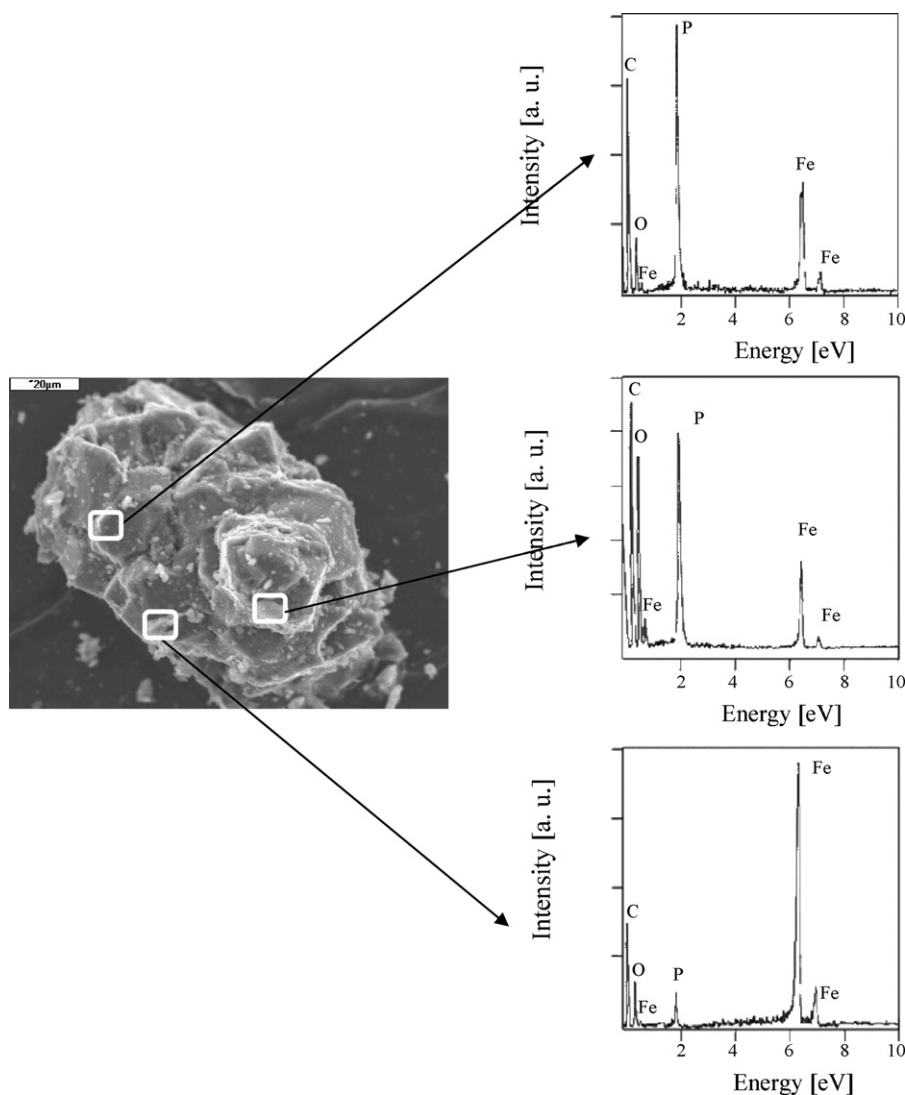 P
C
Intensity [a. u.]
Fe
O
Fe
Fe
2 4 6 8 10
Energy [eV]
20µm
C
O
P
Intensity [a. u.]
Fe
Fe
Fe
2 4 6 8 10
Energy [eV]
Fe
Intensity [a. u.]
C
O
P
Fe
Fe
2 4 6 8 10
Energy [eV]